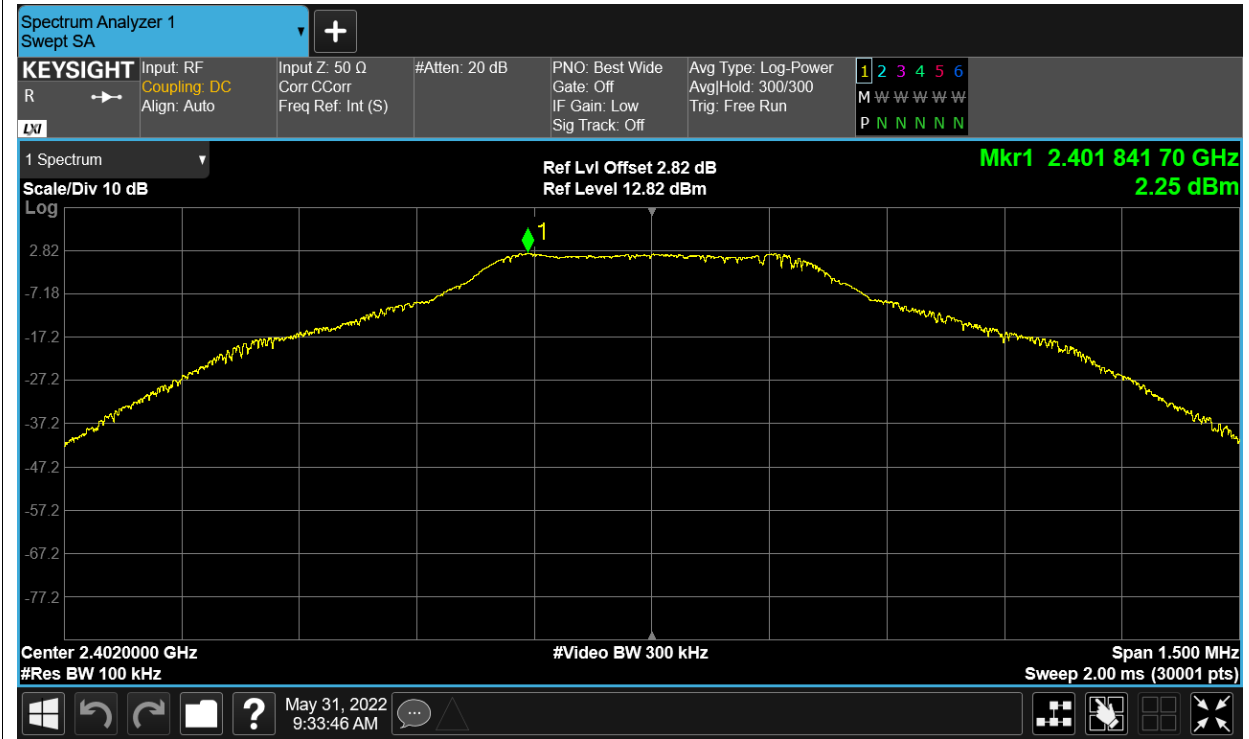 Spectrum Analyzer 1
Swept SA
+
KEYSIGHT
R
LXI
Input: RF
Coupling: DC
Align: Auto
Input Z: 50 Ω
Corr CCorr
Freq Ref: Int (S)
#Atten: 20 dB
PNO: Best Wide
Gate: Off
IF Gain: Low
Sig Track: Off
Avg Type: Log-Power
Avg|Hold: 300/300
Trig: Free Run
1 2 3 4 5 6
M W W W W W
P N N N N N N
1 Spectrum
Scale/Div 10 dB
Log
Ref Lvl Offset 2.82 dB
Ref Level 12.82 dBm
Mkr1 2.401 841 70 GHz
2.25 dBm
1
2.82
-7.18
-17.2
-27.2
-37.2
-47.2
-57.2
-67.2
-77.2
Center 2.4020000 GHz
#Res BW 100 kHz
#Video BW 300 kHz
Span 1.500 MHz
Sweep 2.00 ms (30001 pts)
?
May 31, 2022
9:33:46 AM